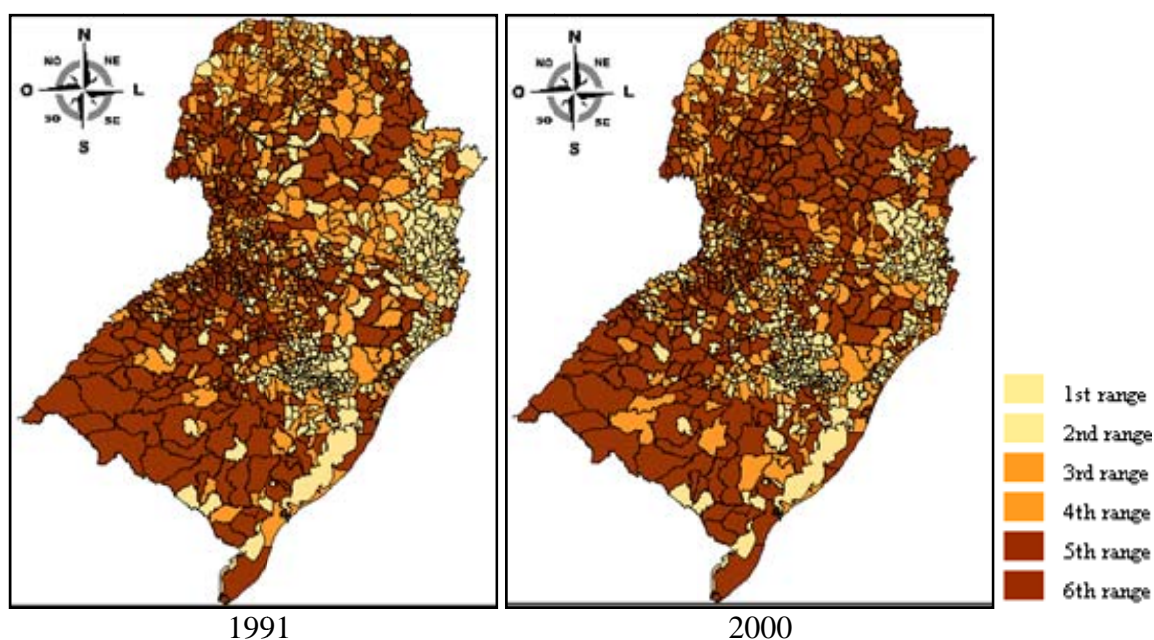 N
NO NE
O L
SO SE
S
N
NO NE
O L
SO SE
S
1st range
2nd range
3rd range
4th range
5th range
6th range
1991
2000